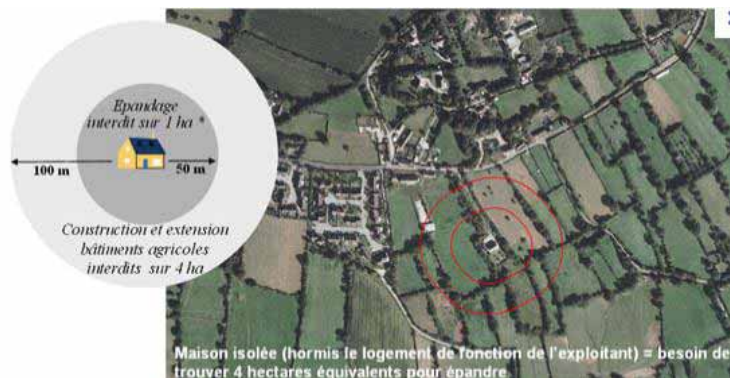 Epandage
interdit sur 1 ha *
100 m
50 m
Construction et extension
bâtiments agricoles
interdits sur 4 ha
Maison isolée (hormis le logement de fonction de l'exploitant) = besoin de
trouver 4 hectares équivalents pour épandre